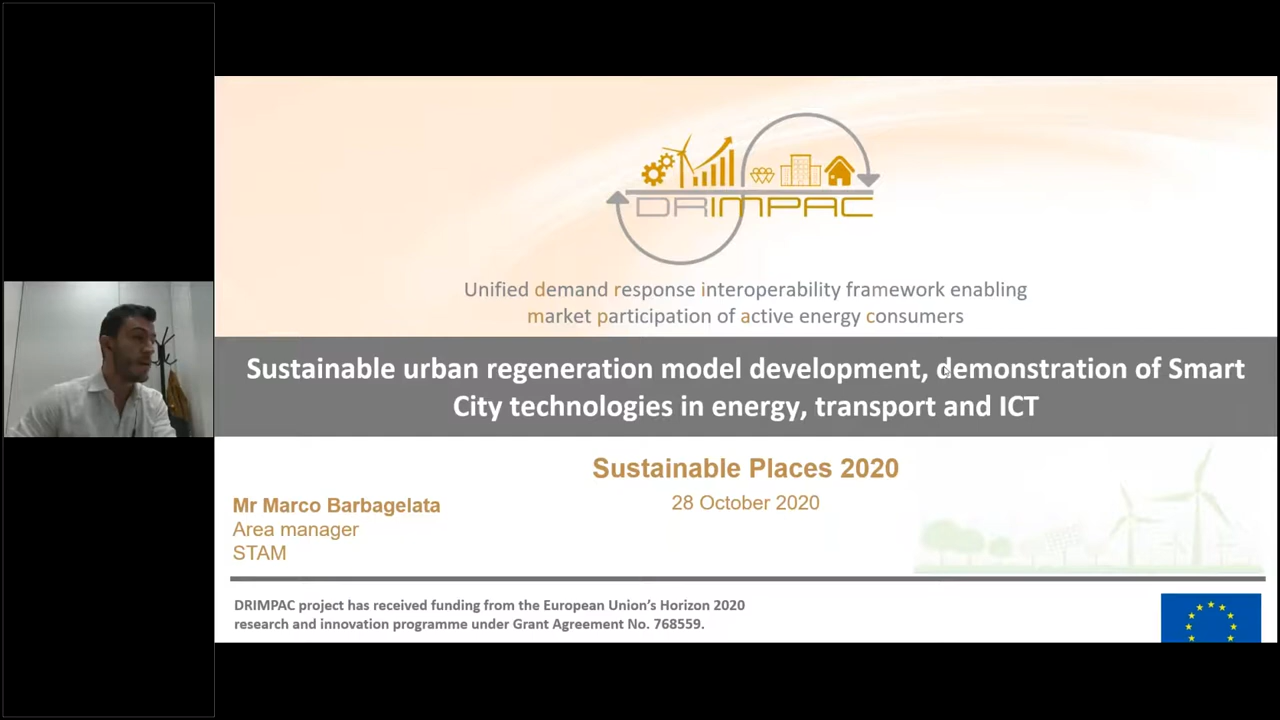 DRIMPAC
Unified demand response interoperability framework enabling
market participation of active energy consumers
Sustainable urban regeneration model development, demonstration of Smart
City technologies in energy, transport and ICT
Sustainable Places 2020
28 October 2020
Mr Marco Barbagelata
Area manager
STAM
DRIMPAC project has received funding from the European Union's Horizon 2020
research and innovation programme under Grant Agreement No. 768559.